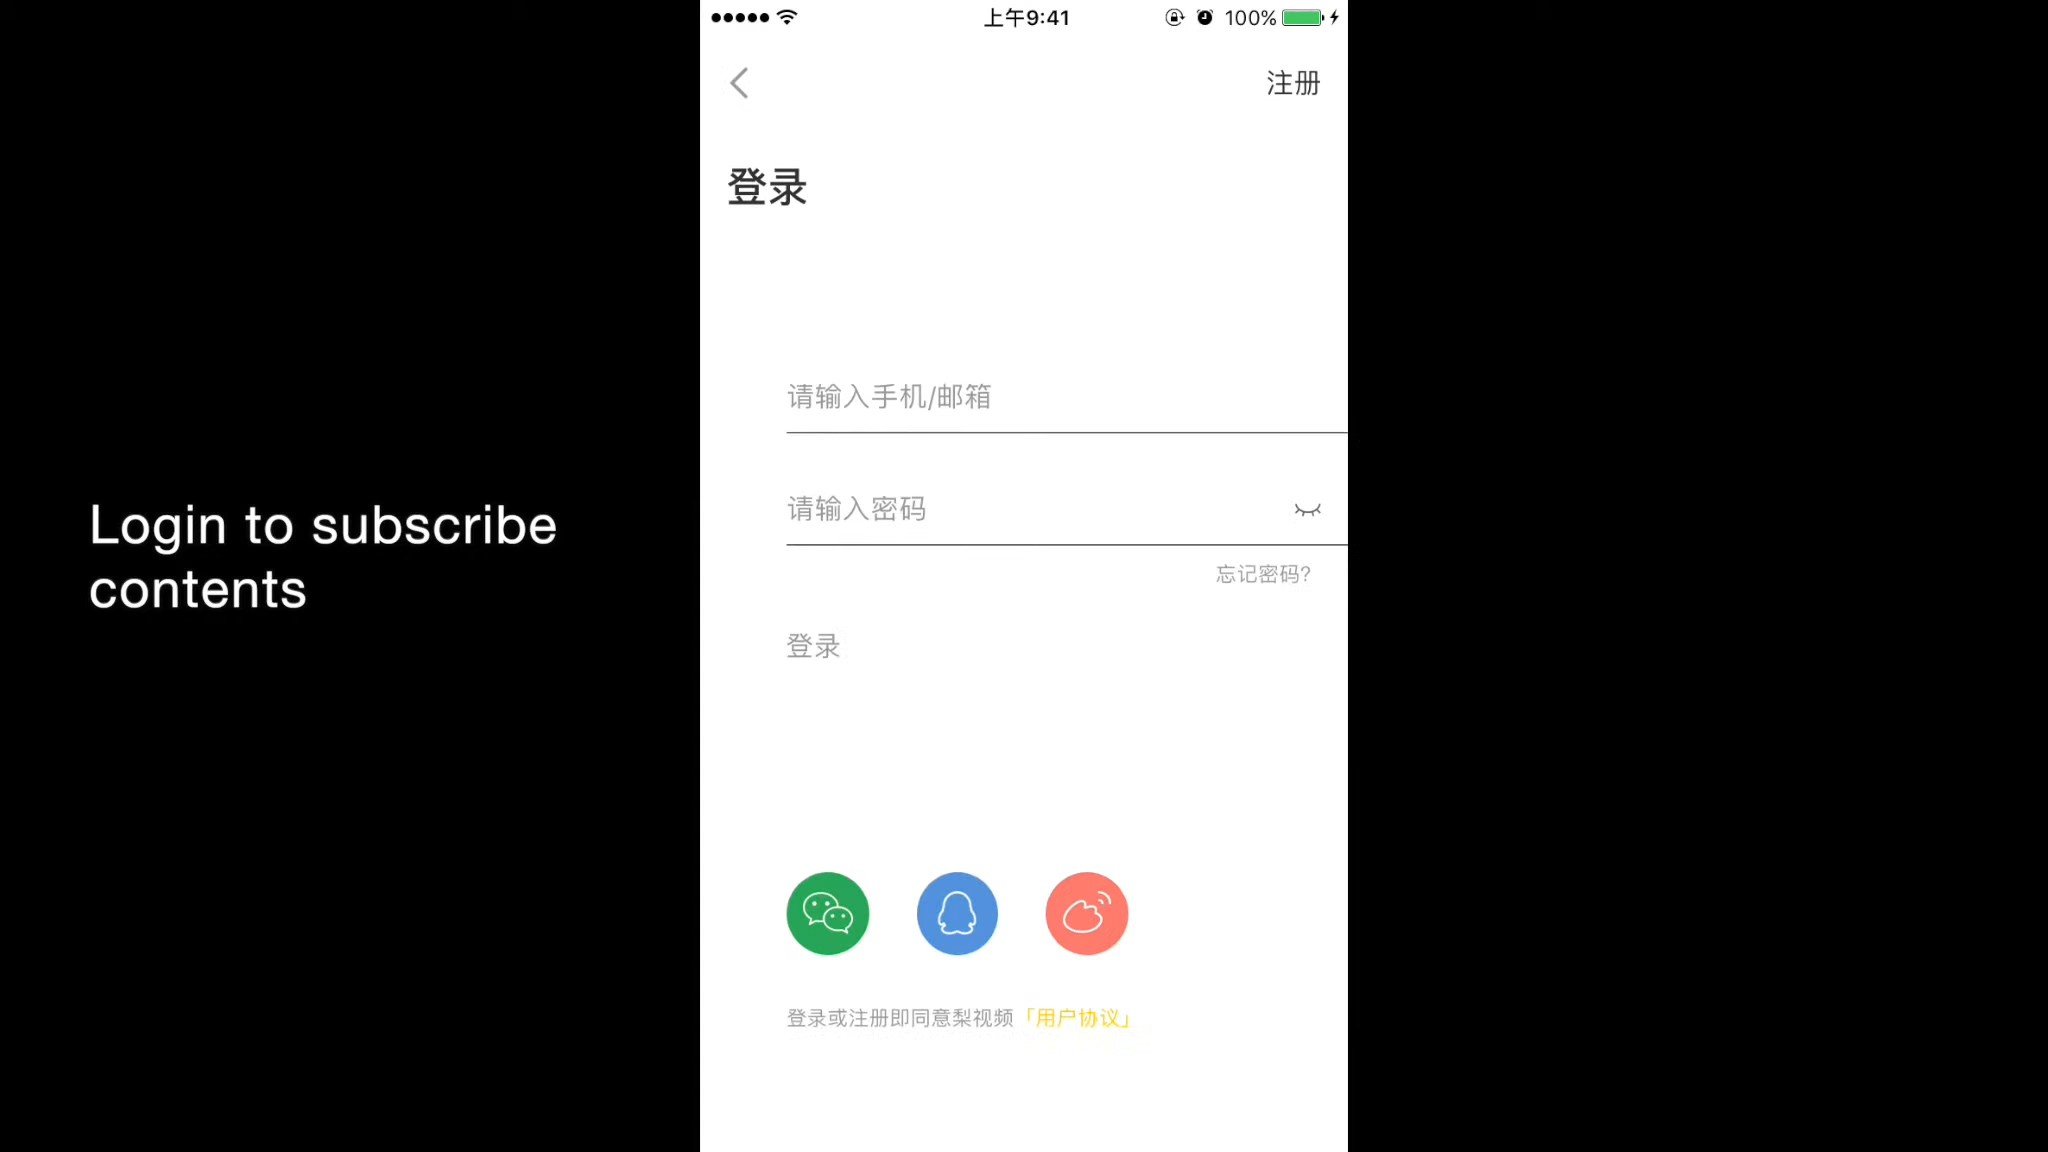 上午9:41
100%
注册
登录
请输入手机/邮箱
请输入密码
忘记密码?
登录
登录或注册即同意梨视频「用户协议」
Login to subscribe
contents